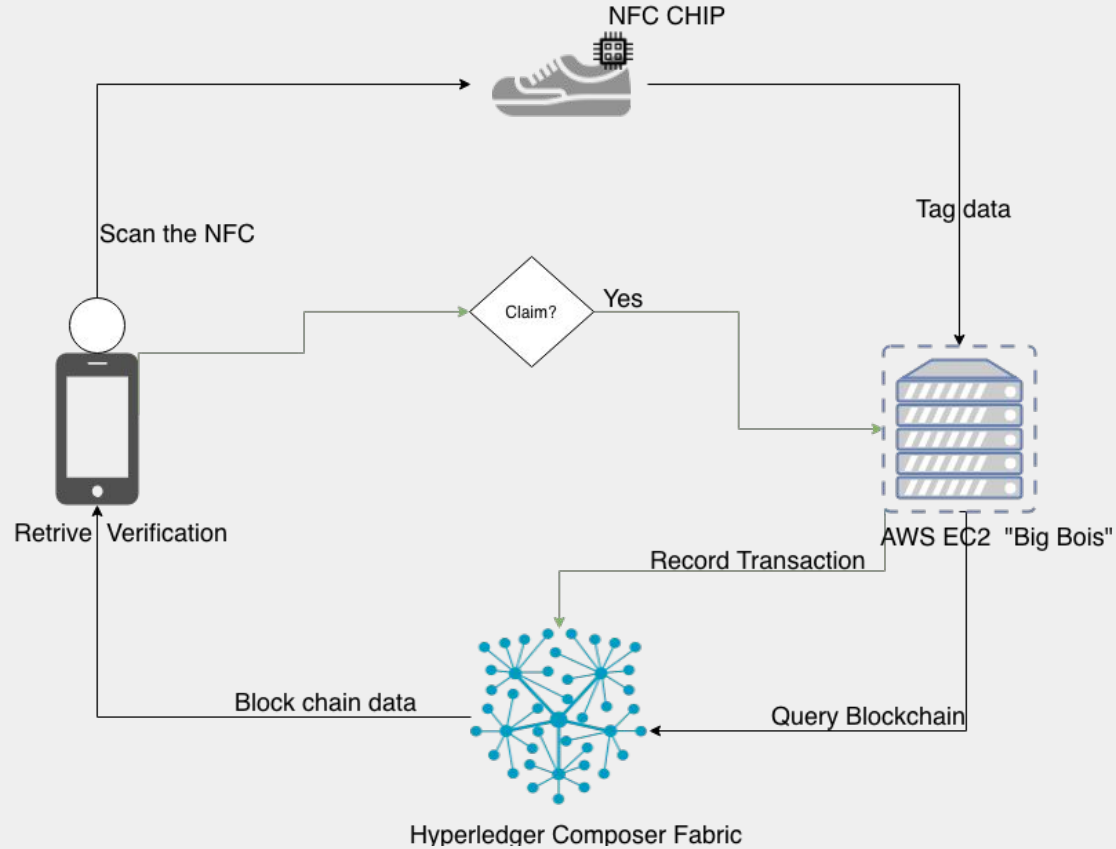 NFC CHIP
Scan the NFC
Tag data
Claim?
Yes
Retrive Verification
AWS EC2 "Big Bois"
Record Transaction
Block chain data
Query Blockchain
Hyperledger Composer Fabric